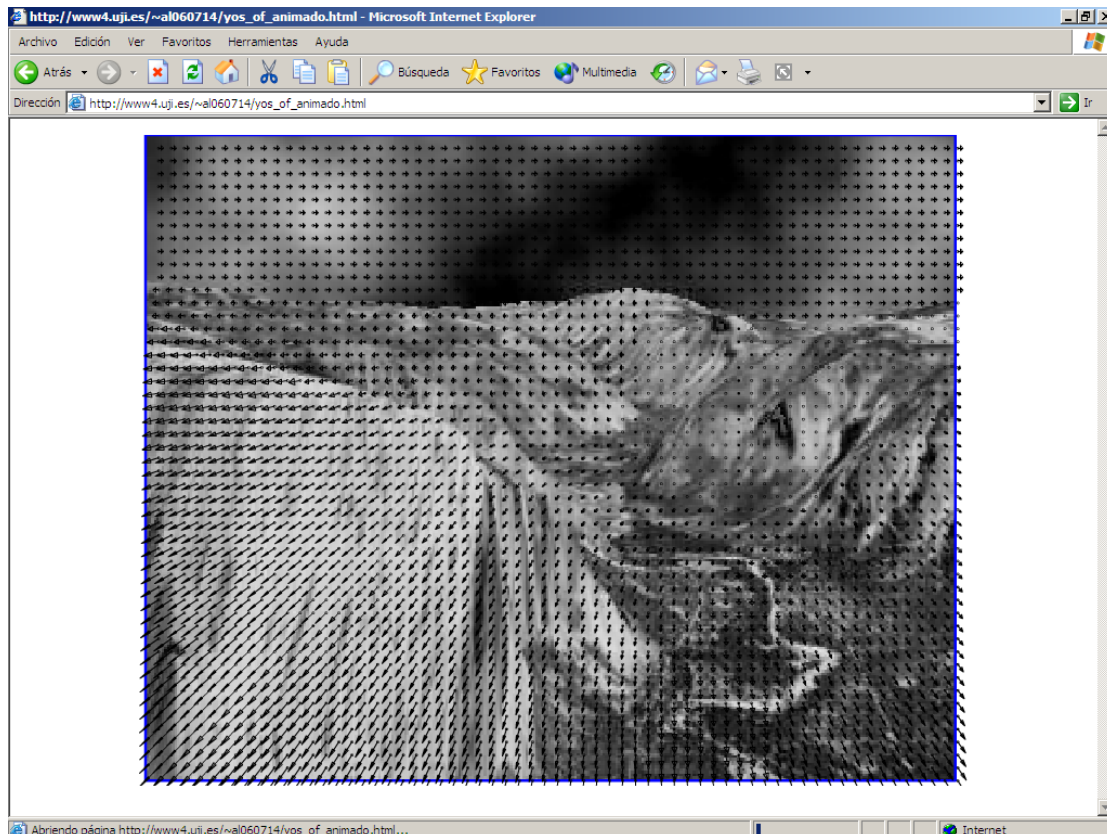 http://www4.uji.es/~al060714/yos_of_animado.html - Microsoft Internet Explorer
Archivo Edición Ver Favoritos Herramientas Ayuda
Atrás Búsqueda Favoritos Multimedia
Dirección http://www4.uji.es/~al060714/yos_of_animado.html Ir
Abriendo página http://www4.uji.es/~al060714/yos_of_animado.html... Internet